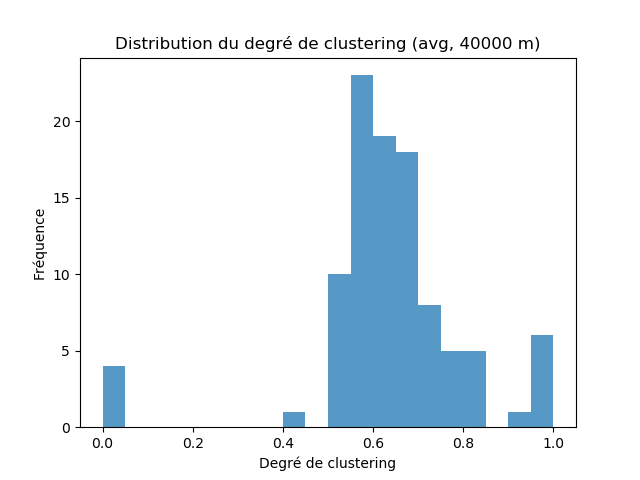 Distribution du degré de clustering (avg, 40000 m)
Fréquence
20
15
10
5
0
0.0 0.2 0.4 0.6 0.8 1.0
Degré de clustering